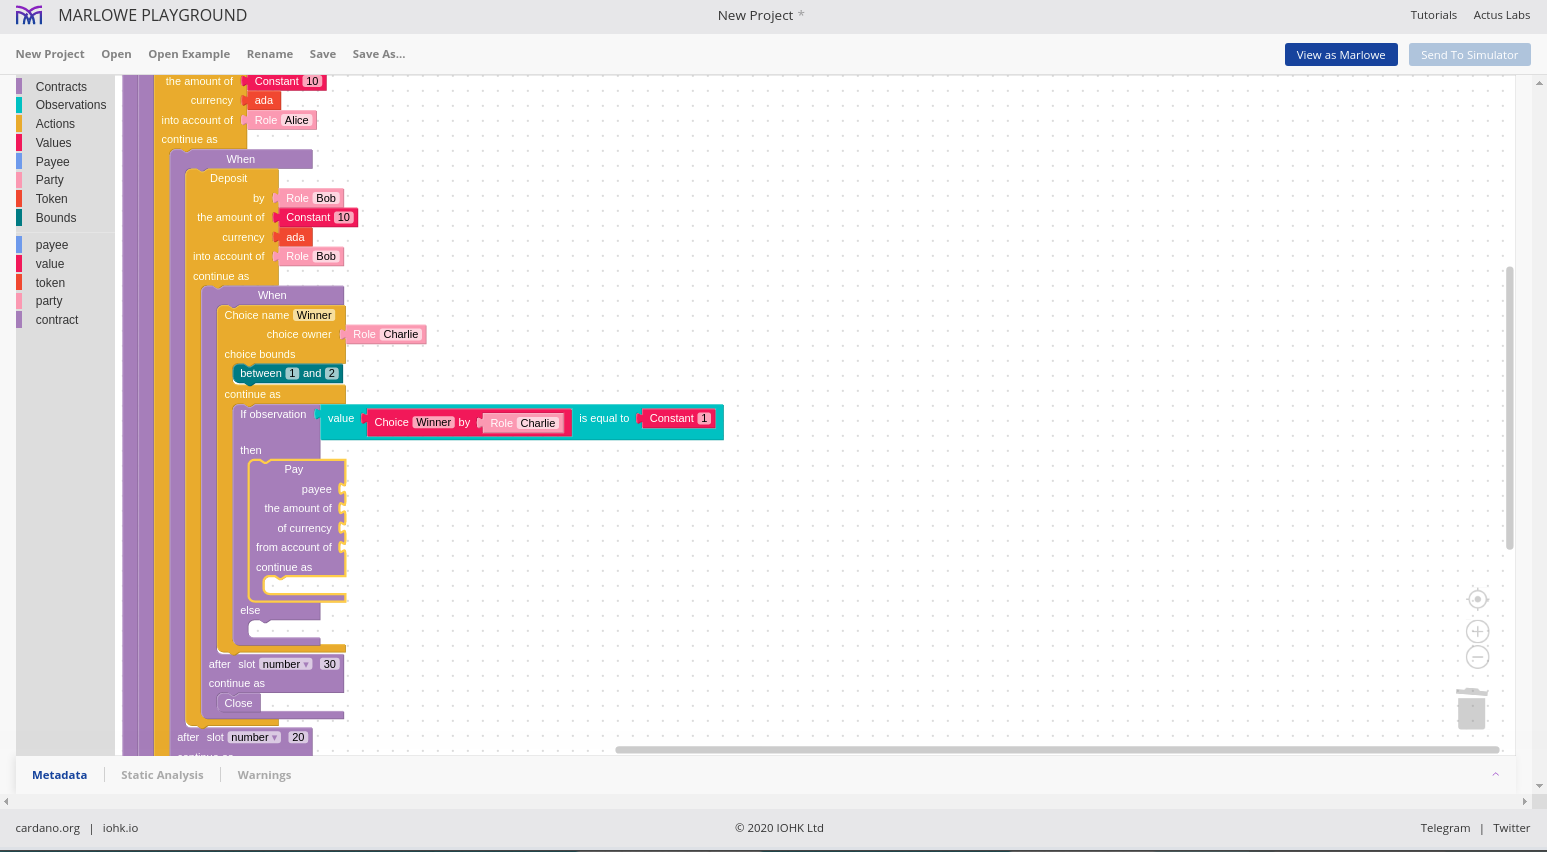 MARLOWE PLAYGROUND
New Project *
Tutorials
Actus Labs
New Project
Open
Open Example
Rename
Save
Save As...
View as Marlowe
Send To Simulator
Contracts
Observations
Actions
Values
Payee
Party
Token
Bounds
payee
value
token
party
contract
the amount of Constant 10
currency ada
into account of Role Alice
continue as
When
Deposit
by Role Bob
the amount of Constant 10
currency ada
into account of Role Bob
continue as
When
Choice name Winner
choice owner Role Charlie
choice bounds
between 1 and 2
continue as
If observation value Choice Winner by Role Charlie is equal to Constant 1
then
Pay
payee
the amount of
of currency
from account of
continue as
else
after slot number 30
continue as
Close
after slot number 20
continue as
Metadata
Static Analysis
Warnings
cardano.org | iohk.io
© 2020 IOHK Ltd
Telegram | Twitter